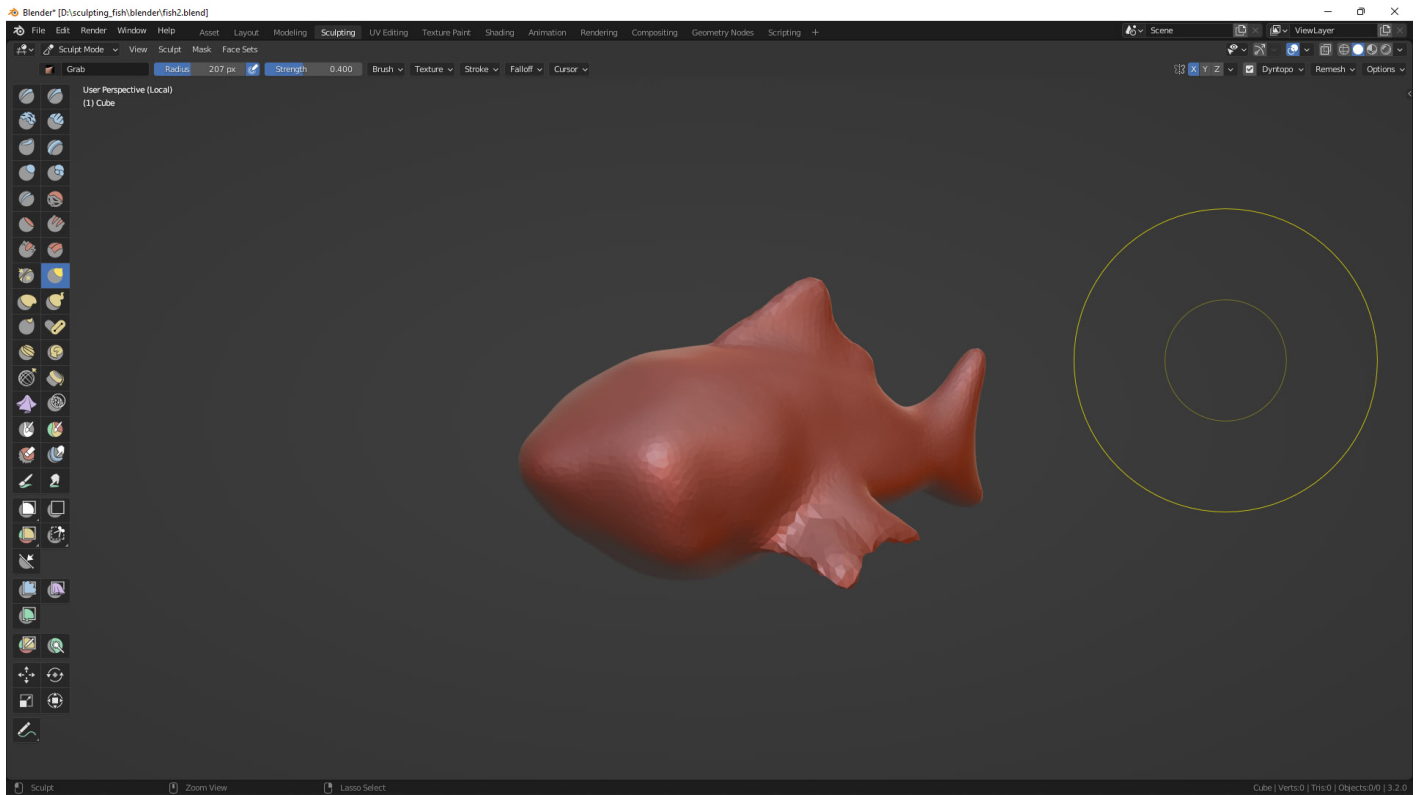 Blender* [D:\sculpting_fish\blender\fish2.blend]
File Edit Render Window Help Asset Layout Modeling Sculpting UV Editing Texture Paint Shading Animation Rendering Compositing Geometry Nodes Scripting + Scene ViewLayer
Sculpt Mode View Sculpt Mask Face Sets
Grab Radius 207 px Strength 0.400 Brush Texture Stroke Falloff Cursor X Y Z Dyntopo Remesh Options
User Perspective (Local)
(1) Cube
Sculpt Zoom View Lasso Select Cube | Verts:0 | Tris:0 | Objects:0/0 | 3.2.0